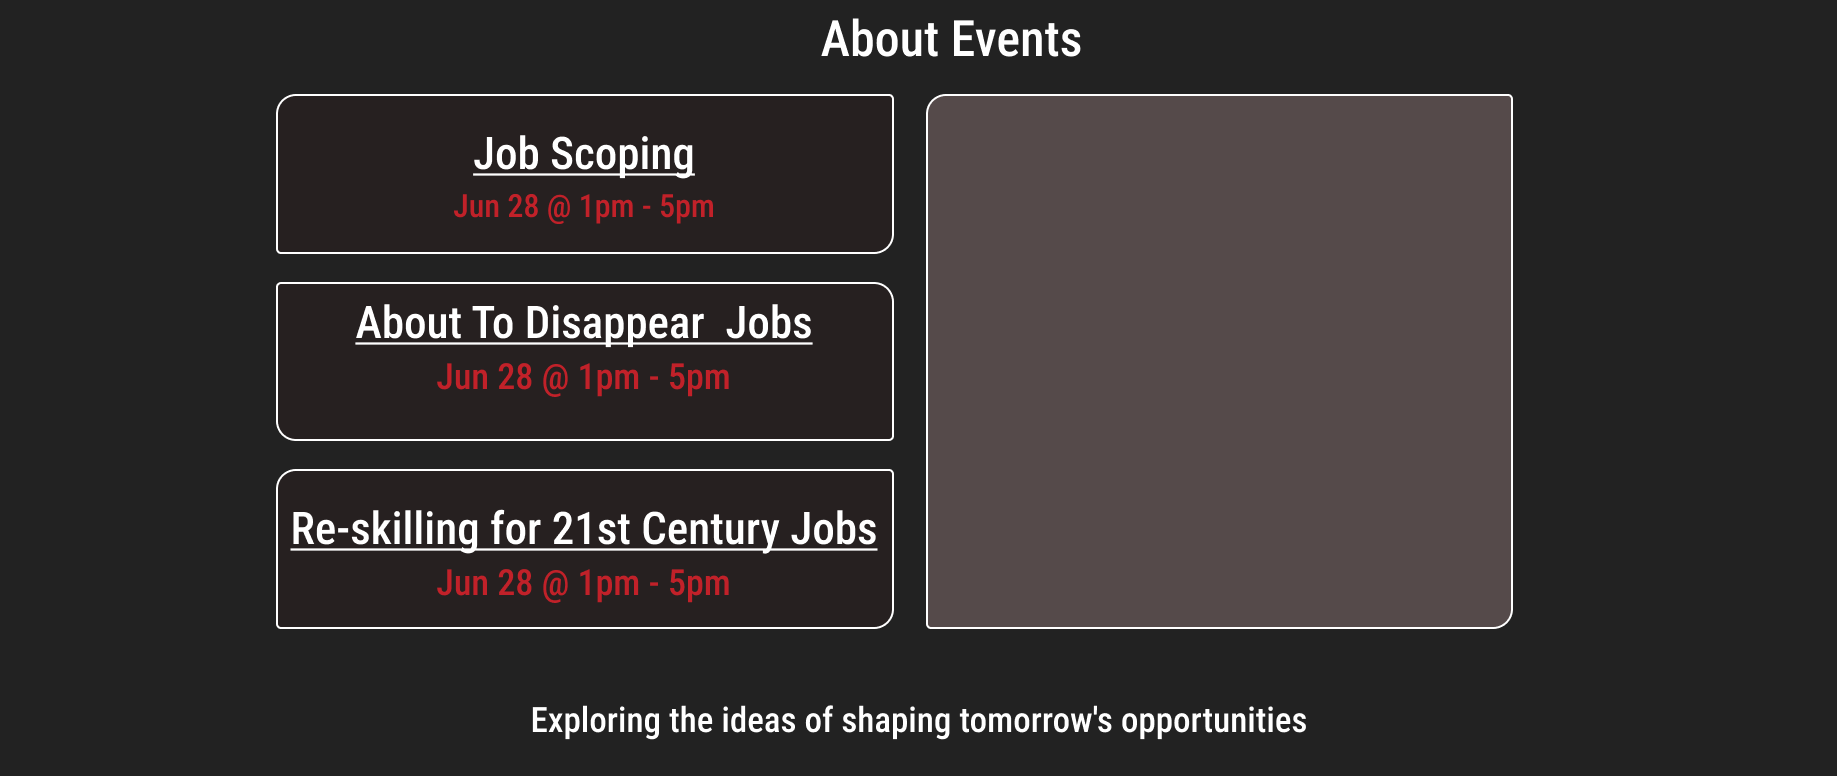 About Events
Job Scoping
Jun 28 @ 1pm - 5pm
About To Disappear  Jobs
Jun 28 @ 1pm - 5pm
Re-skilling for 21st Century Jobs
Jun 28 @ 1pm - 5pm
Exploring the ideas of shaping tomorrow's opportunities